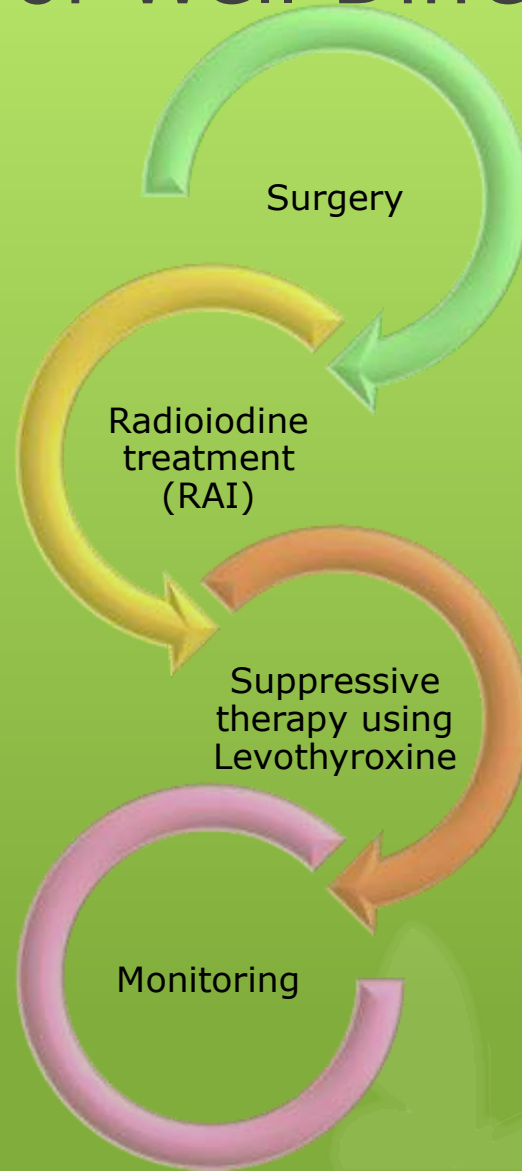 Surgery
Radioiodine
treatment
(RAI)
Suppressive
therapy using
Levothyroxine
Monitoring